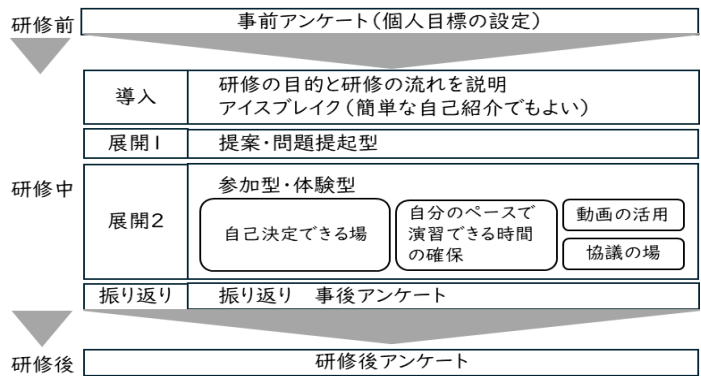 研修前
事前アンケート(個人目標の設定)
研修中
導入
研修の目的と研修の流れを説明
アイスブレイク(簡単な自己紹介でもよい)
展開1
提案・問題提起型
展開2
参加型・体験型
自己決定できる場
自分のペースで
演習できる時間
の確保
動画の活用
協議の場
振り返り
振り返り 事後アンケート
研修後
研修後アンケート